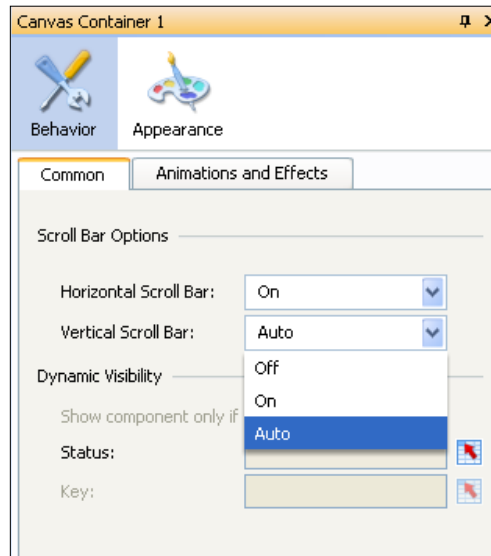 Canvas Container 1
Behavior
Appearance
Common
Animations and Effects
Scroll Bar Options
Horizontal Scroll Bar:
On
Vertical Scroll Bar:
Auto
Off
On
Auto
Dynamic Visibility
Show component only if
Status:
Key: